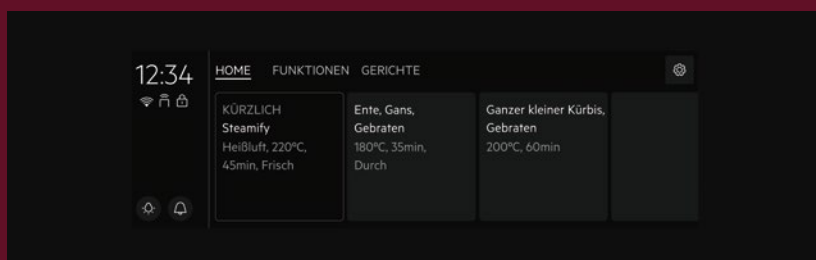 12:34
HOME FUNKTIONEN GERICHTE
KÜRZLICH
Steamify
Heißluft, 220°C,
45min, Frisch
Ente, Gans,
Gebraten
180°C, 35min,
Durch
Ganzer kleiner Kürbis,
Gebraten
200°C, 60min